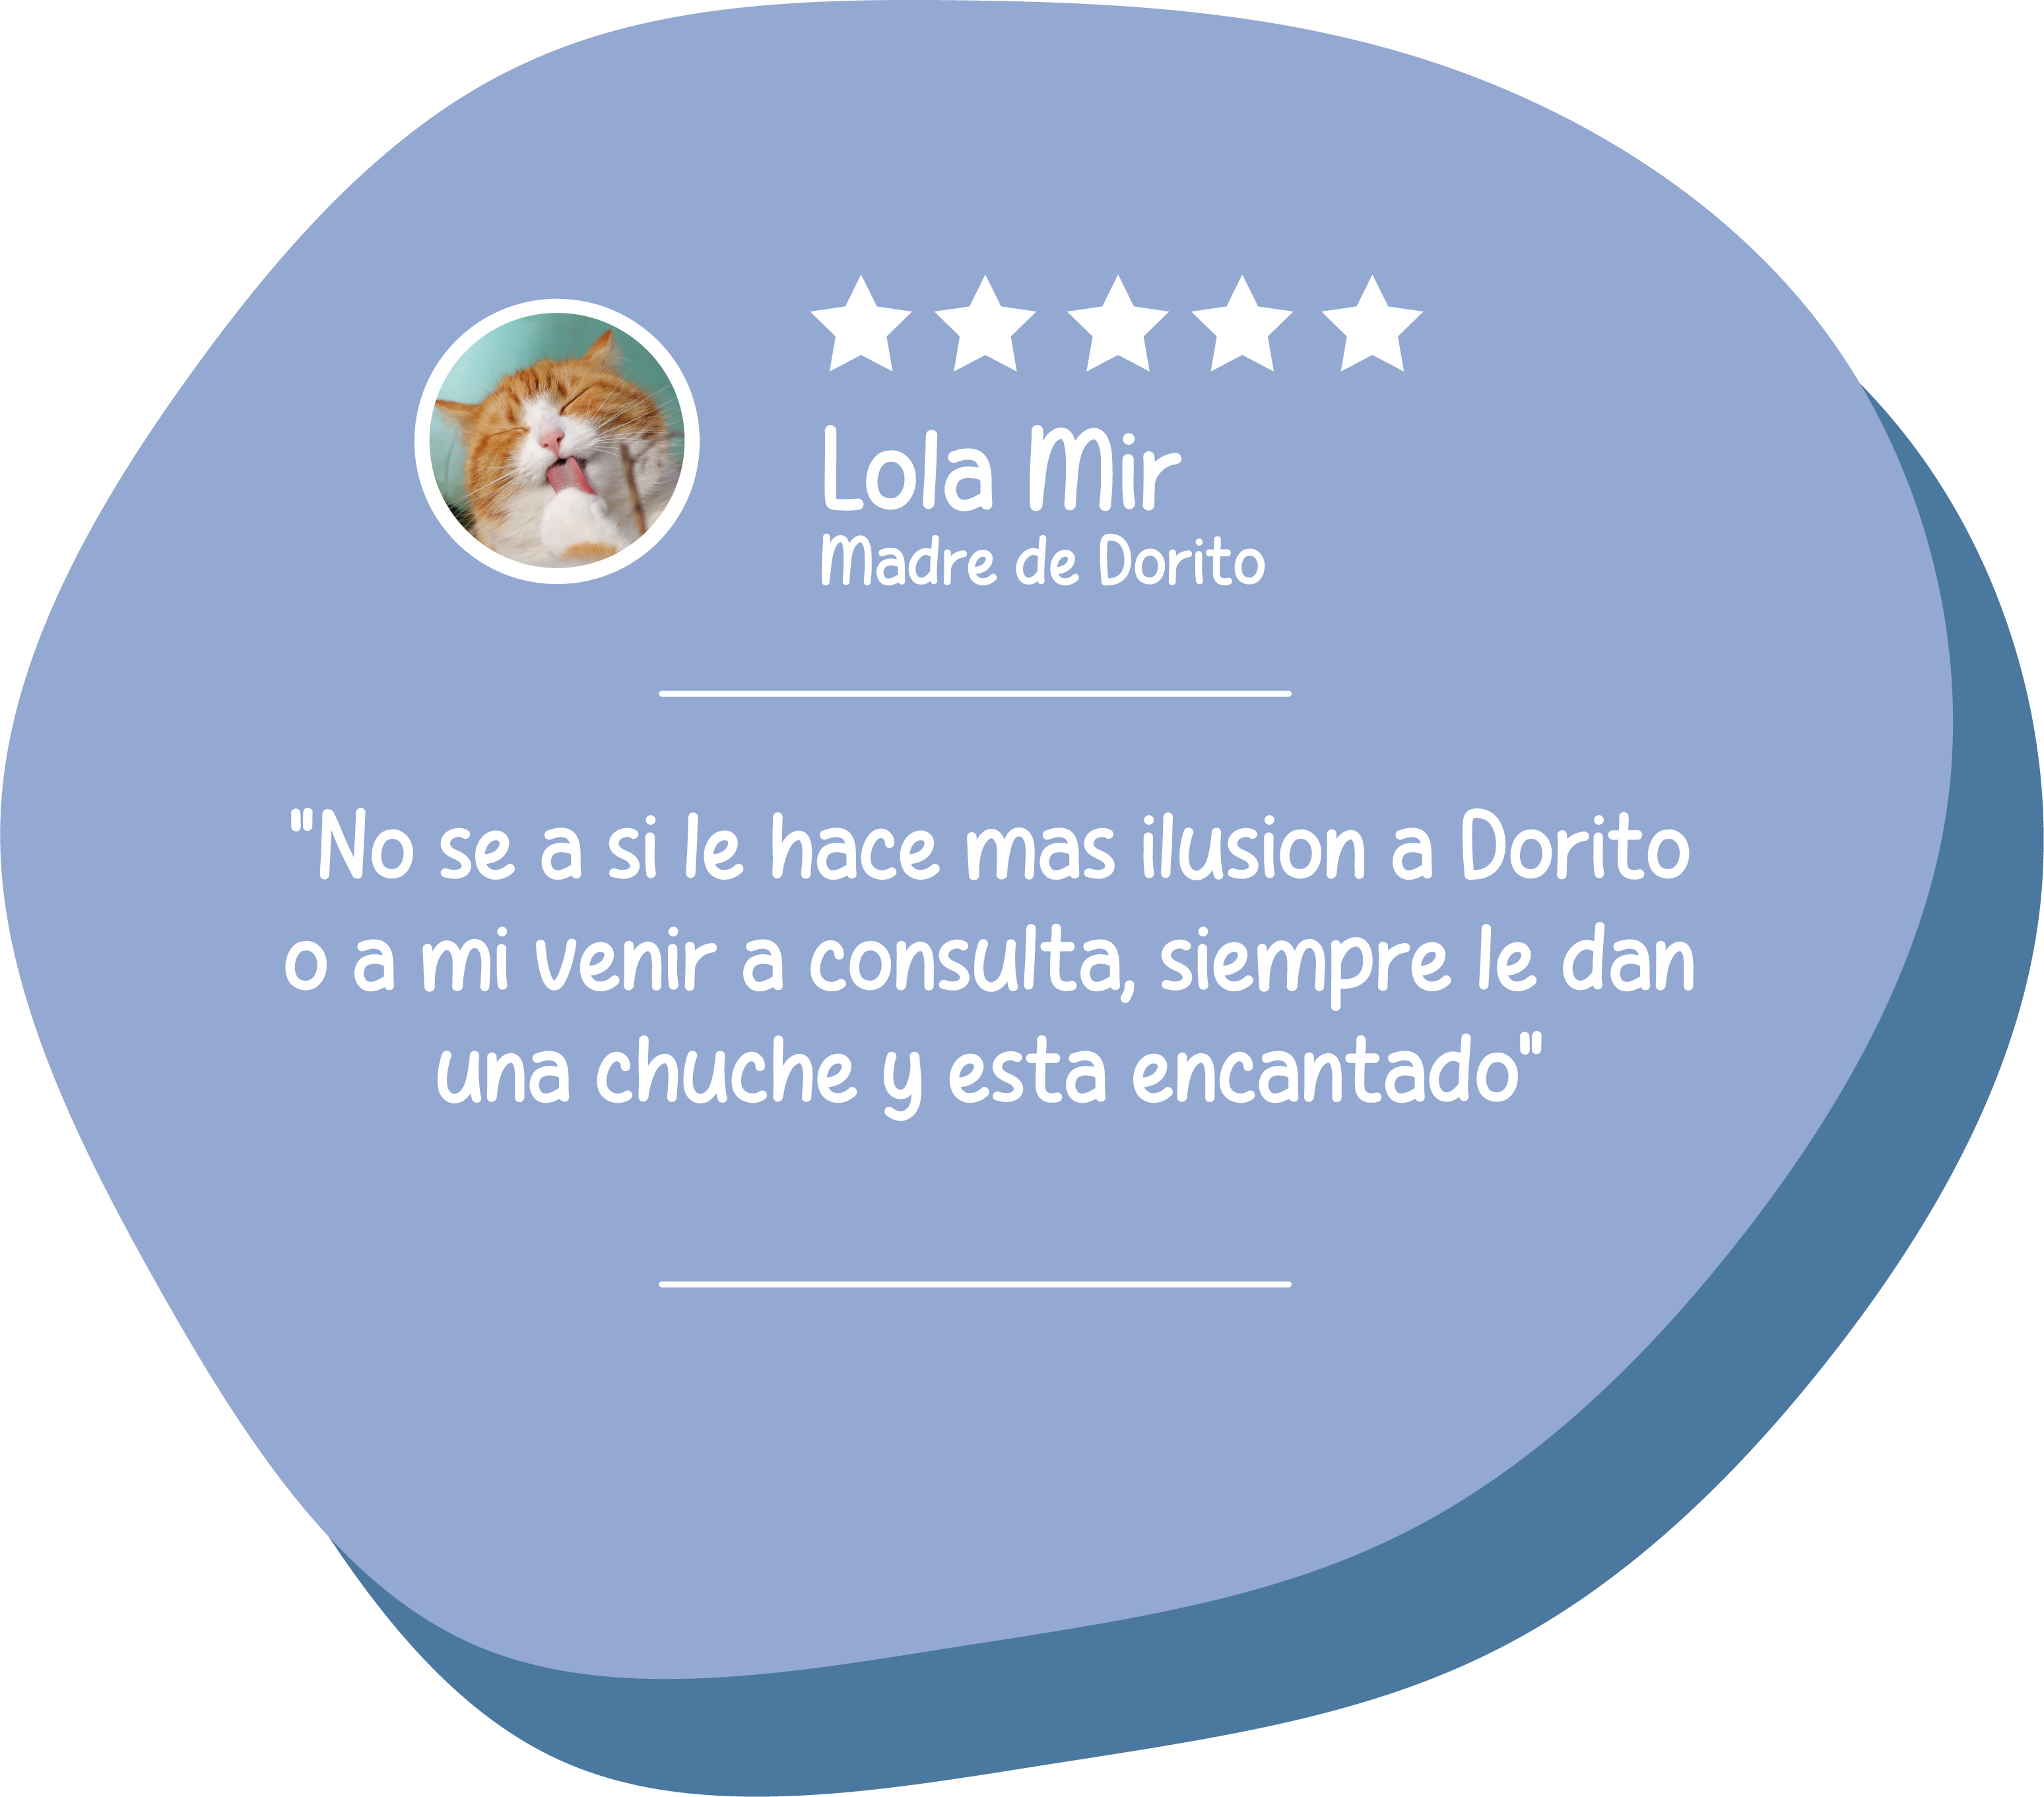 Lola Mir
Madre de Dorito
"No se a si le hace mas ilusion a Dorito
o a mi venir a consulta, siempre le dan
una chuche y esta encantado"